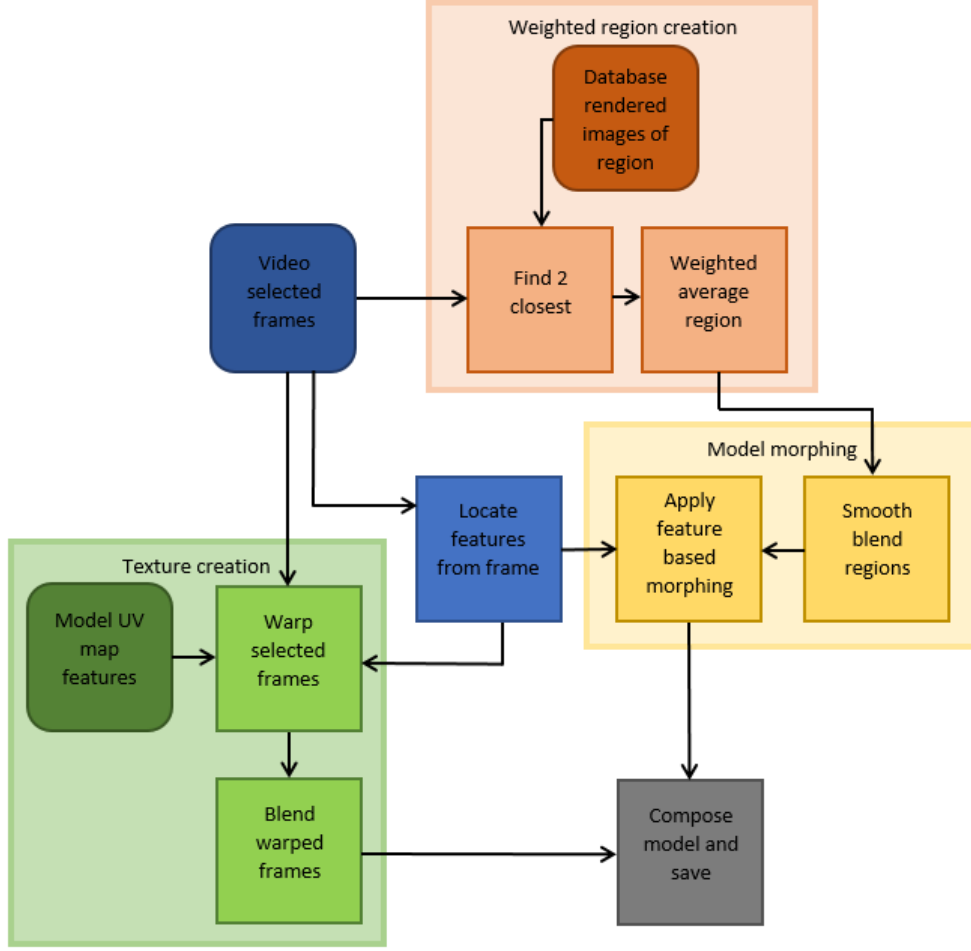 Weighted region creation
Database
rendered
images of
region
Video
selected
frames
Find 2
closest
Weighted
average
region
Model morphing
Locate
features
from frame
Apply
feature
based
morphing
Smooth
blend
regions
Texture creation
Model UV
map
features
Warp
selected
frames
Blend
warped
frames
Compose
model and
save